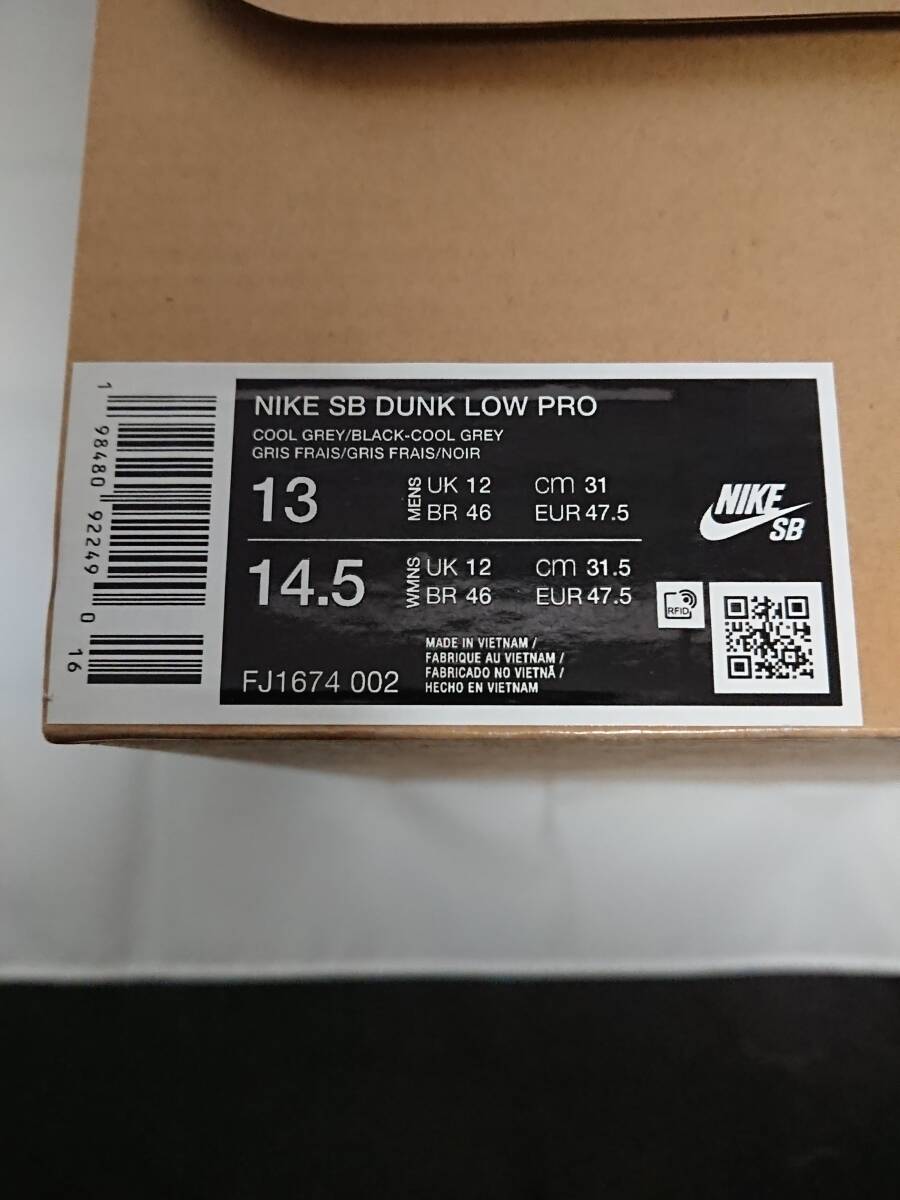 NIKE SB DUNK LOW PRO
COOL GREY/BLACK-COOL GREY
GRIS FRAIS/GRIS FRAIS/NOIR
13 MENS UK 12 cm 31
BR 46 EUR 47.5
14.5 WMNS UK 12 cm 31.5
BR 46 EUR 47.5
MADE IN VIETNAM /
FABRIQUE AU VIETNAM /
FABRICADO NO VIETNÃ /
HECHO EN VIETNAM
FJ1674 002
NIKE
SB
RFID
1 98480 92249 0 16